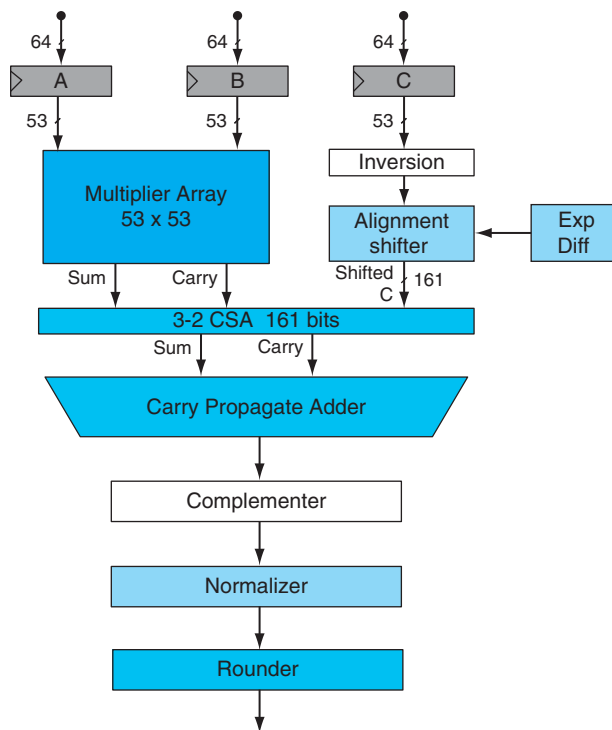 64 64 64
A B C
53 53 53
Multiplier Array
53 x 53
Inversion
Alignment
shifter
Exp
Diff
Sum Carry
Shifted
C 161
3-2 CSA 161 bits
Sum Carry
Carry Propagate Adder
Complementer
Normalizer
Rounder